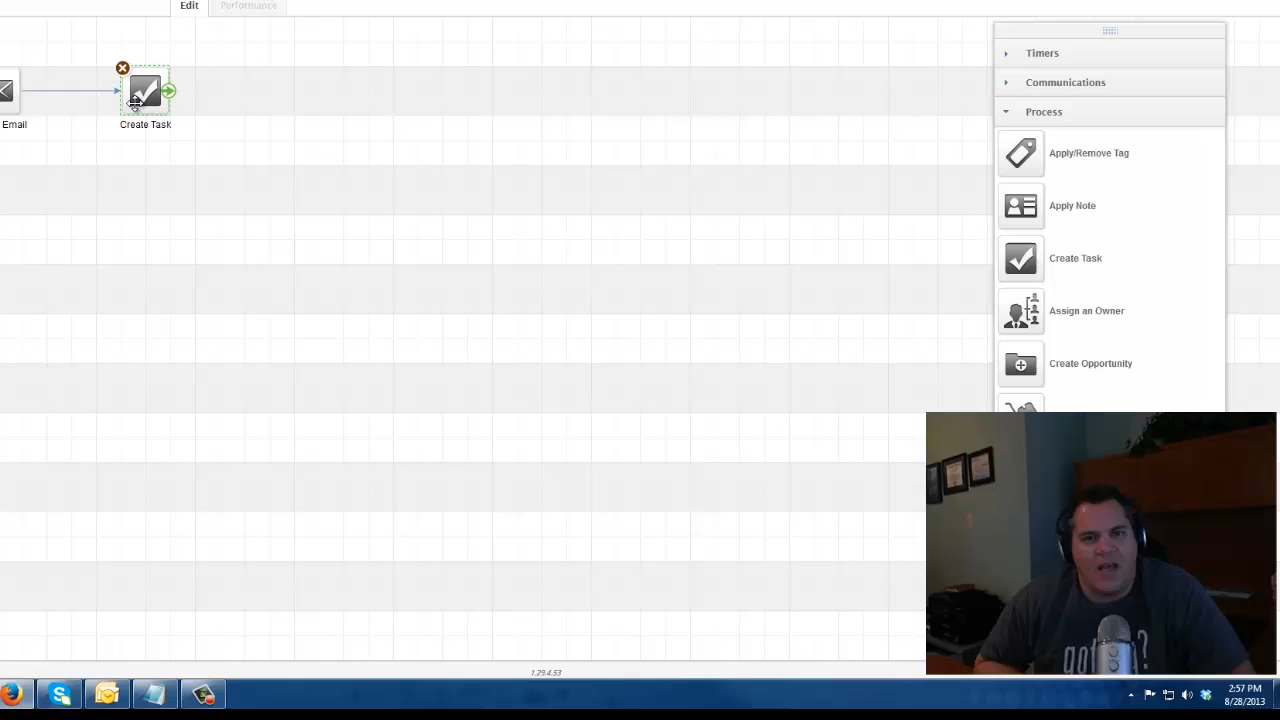 Edit
Performance
Timers
Communications
Process
Email
Create Task
Apply/Remove Tag
Apply Note
Create Task
Assign an Owner
Create Opportunity
got ?
1.29.4.53
2:57 PM
8/28/2013